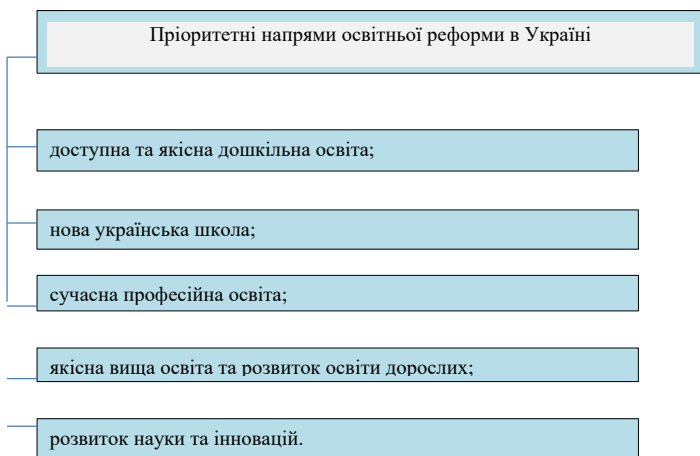 Пріоритетні напрями освітньої реформи в Україні
доступна та якісна дошкільна освіта;
нова українська школа;
сучасна професійна освіта;
якісна вища освіта та розвиток освіти дорослих;
розвиток науки та інновацій.